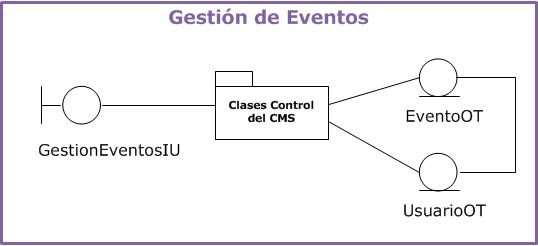 Gestión de Eventos
Clases Control
del CMS
EventoOT
GestionEventosIU
UsuarioOT